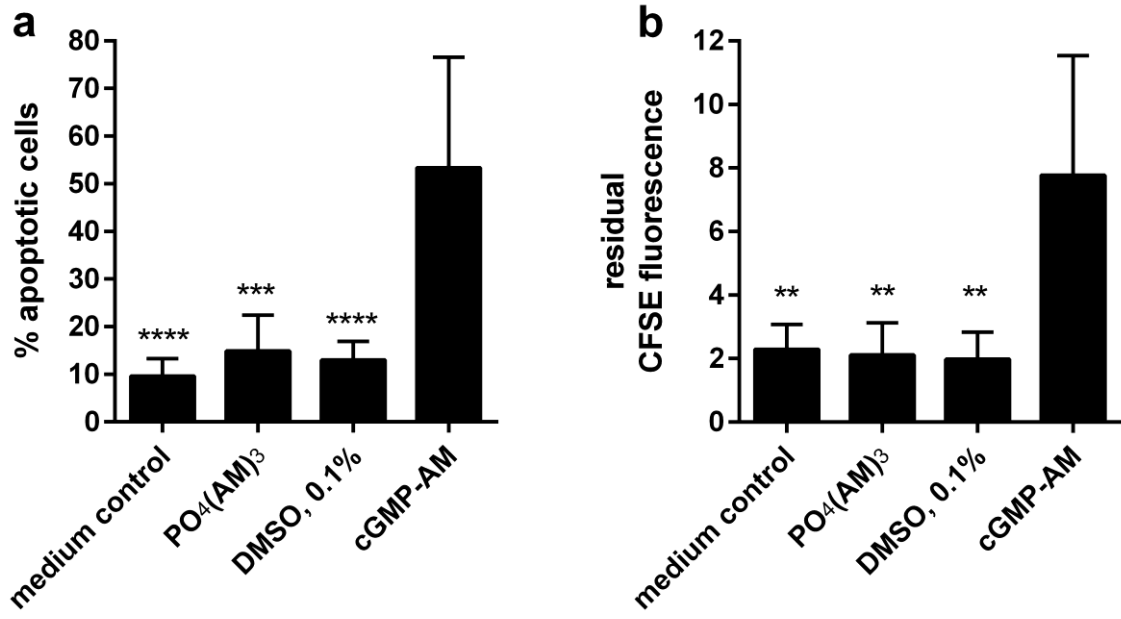 a
80
70
60
50
40
30
20
10
0
% apoptotic cells
****
***
****
medium control
PO4(AM)3
DMSO, 0.1%
cGMP-AM
b
12
10
8
6
4
2
0
residual
CFSE fluorescence
**
**
**
medium control
PO4(AM)3
DMSO, 0.1%
cGMP-AM